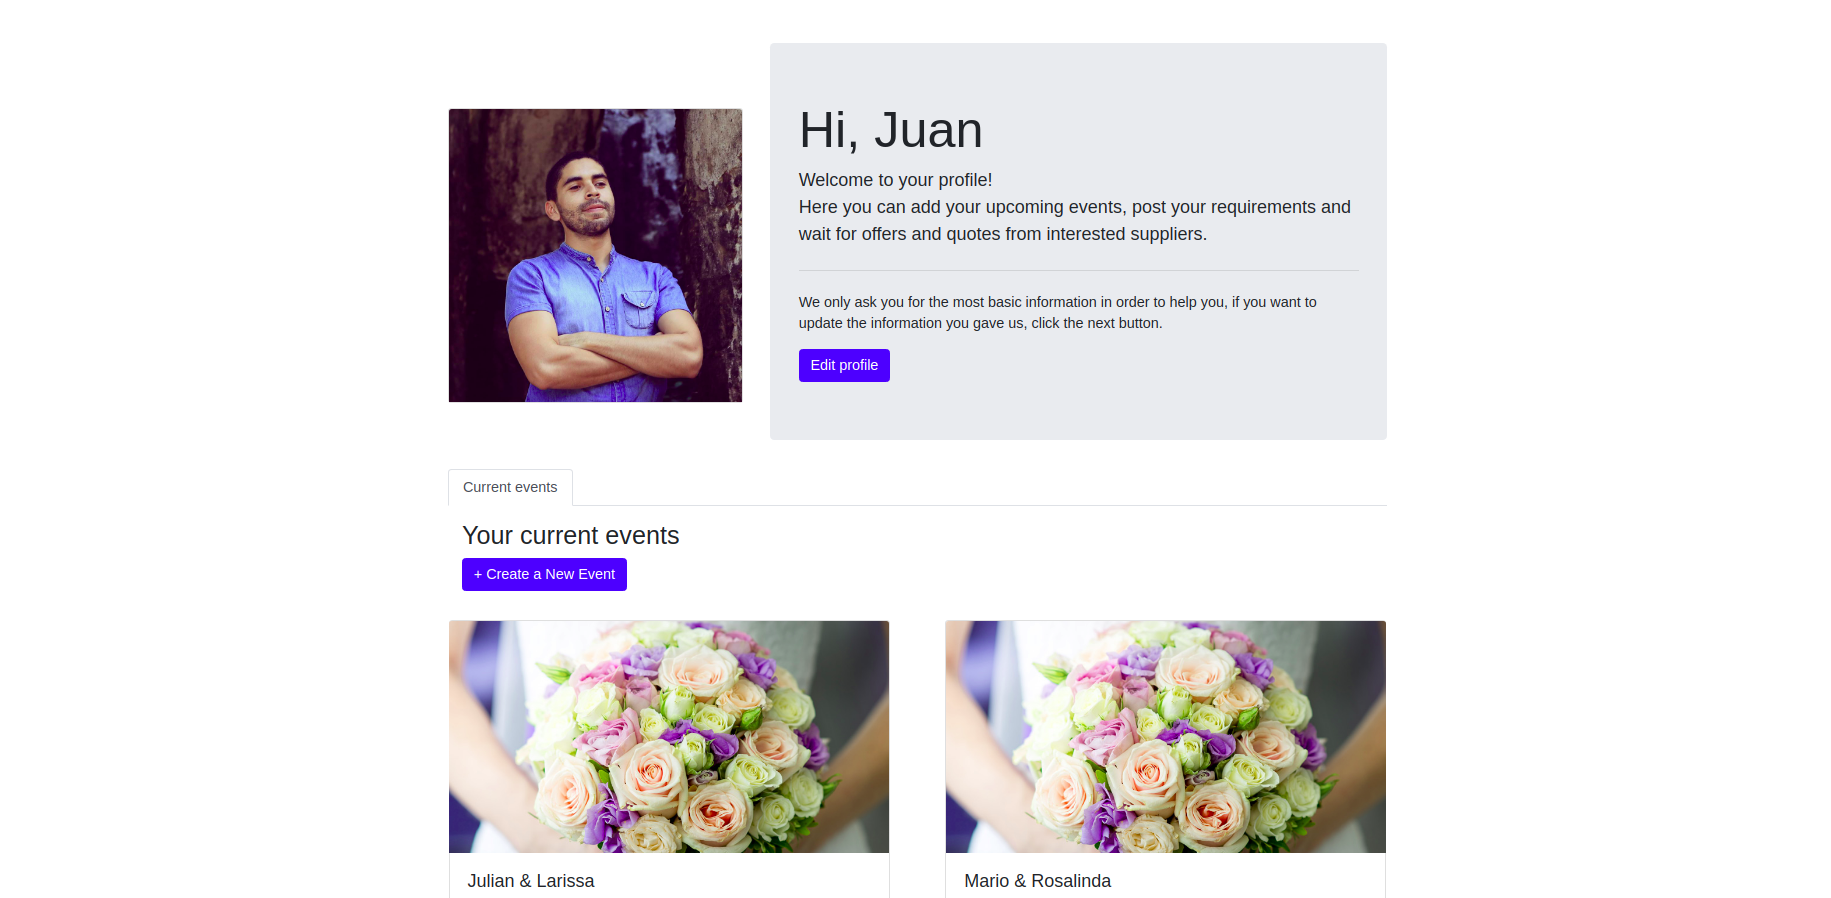 Hi, Juan
Welcome to your profile!
Here you can add your upcoming events, post your requirements and
wait for offers and quotes from interested suppliers.
We only ask you for the most basic information in order to help you, if you want to
update the information you gave us, click the next button.
Edit profile
Current events
Your current events
+ Create a New Event
Julian & Larissa
Mario & Rosalinda